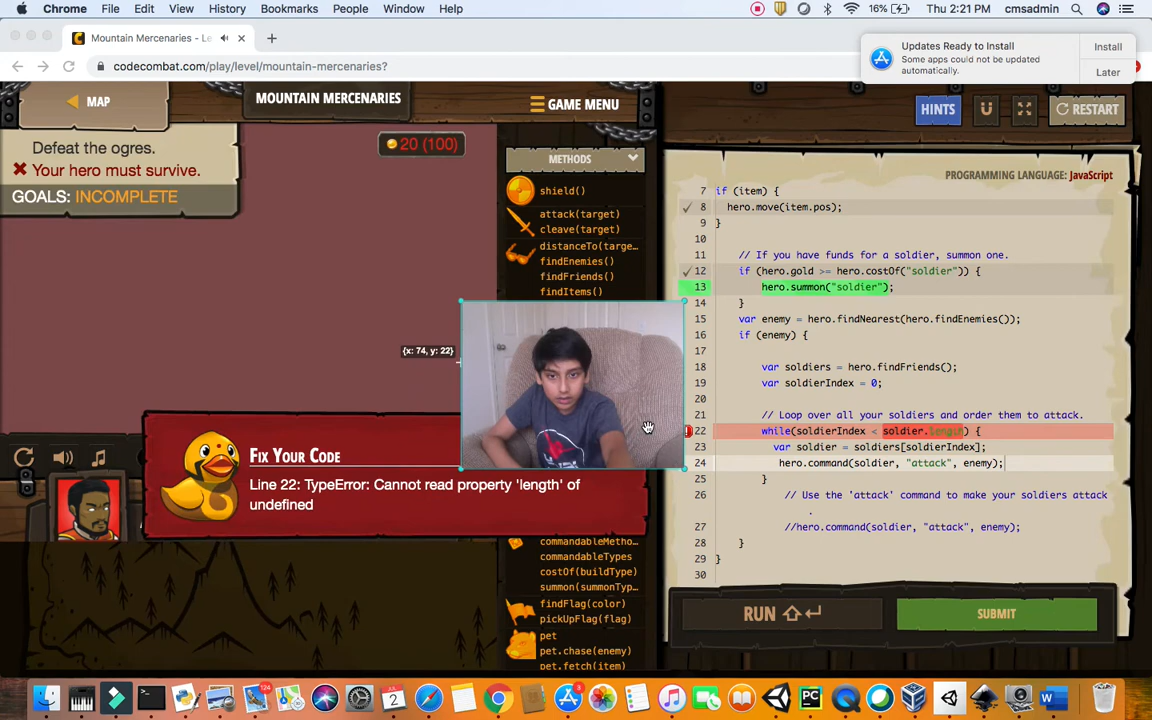 Chrome File Edit View History Bookmarks People Window Help
16% Thu 2:21 PM cmsadmin
Mountain Mercenaries - Le
codecombat.com/play/level/mountain-mercenaries?
Updates Ready to Install
Some apps could not be updated
automatically.
Install
Later
MAP
MOUNTAIN MERCENARIES
GAME MENU
HINTS
RESTART
Defeat the ogres.
Your hero must survive.
GOALS: INCOMPLETE
20 (100)
METHODS
shield()
attack(target)
cleave(target)
distanceTo(targe...
findEnemies()
findFriends()
findItems()
{x: 74, y: 22}
Fix Your Code
Line 22: TypeError: Cannot read property 'length' of
undefined
commandableMetho...
commandableTypes
costOf(buildType)
summon(summonTyp...
findFlag(color)
pickUpFlag(flag)
pet
pet.chase(enemy)
pet.fetch(item)
PROGRAMMING LANGUAGE: JavaScript
7 if (item) {
8 hero.move(item.pos);
9 }
10
11 // If you have funds for a soldier, summon one.
12 if (hero.gold >= hero.costOf("soldier")) {
13 hero.summon("soldier");
14 }
15 var enemy = hero.findNearest(hero.findEnemies());
16 if (enemy) {
17
18 var soldiers = hero.findFriends();
19 var soldierIndex = 0;
20
21 // Loop over all your soldiers and order them to attack.
22 while(soldierIndex < soldier.length) {
23 var soldier = soldiers[soldierIndex];
24 hero.command(soldier, "attack", enemy);
25 }
26 // Use the 'attack' command to make your soldiers attack
.
27 //hero.command(soldier, "attack", enemy);
28 }
29 }
30
RUN
SUBMIT